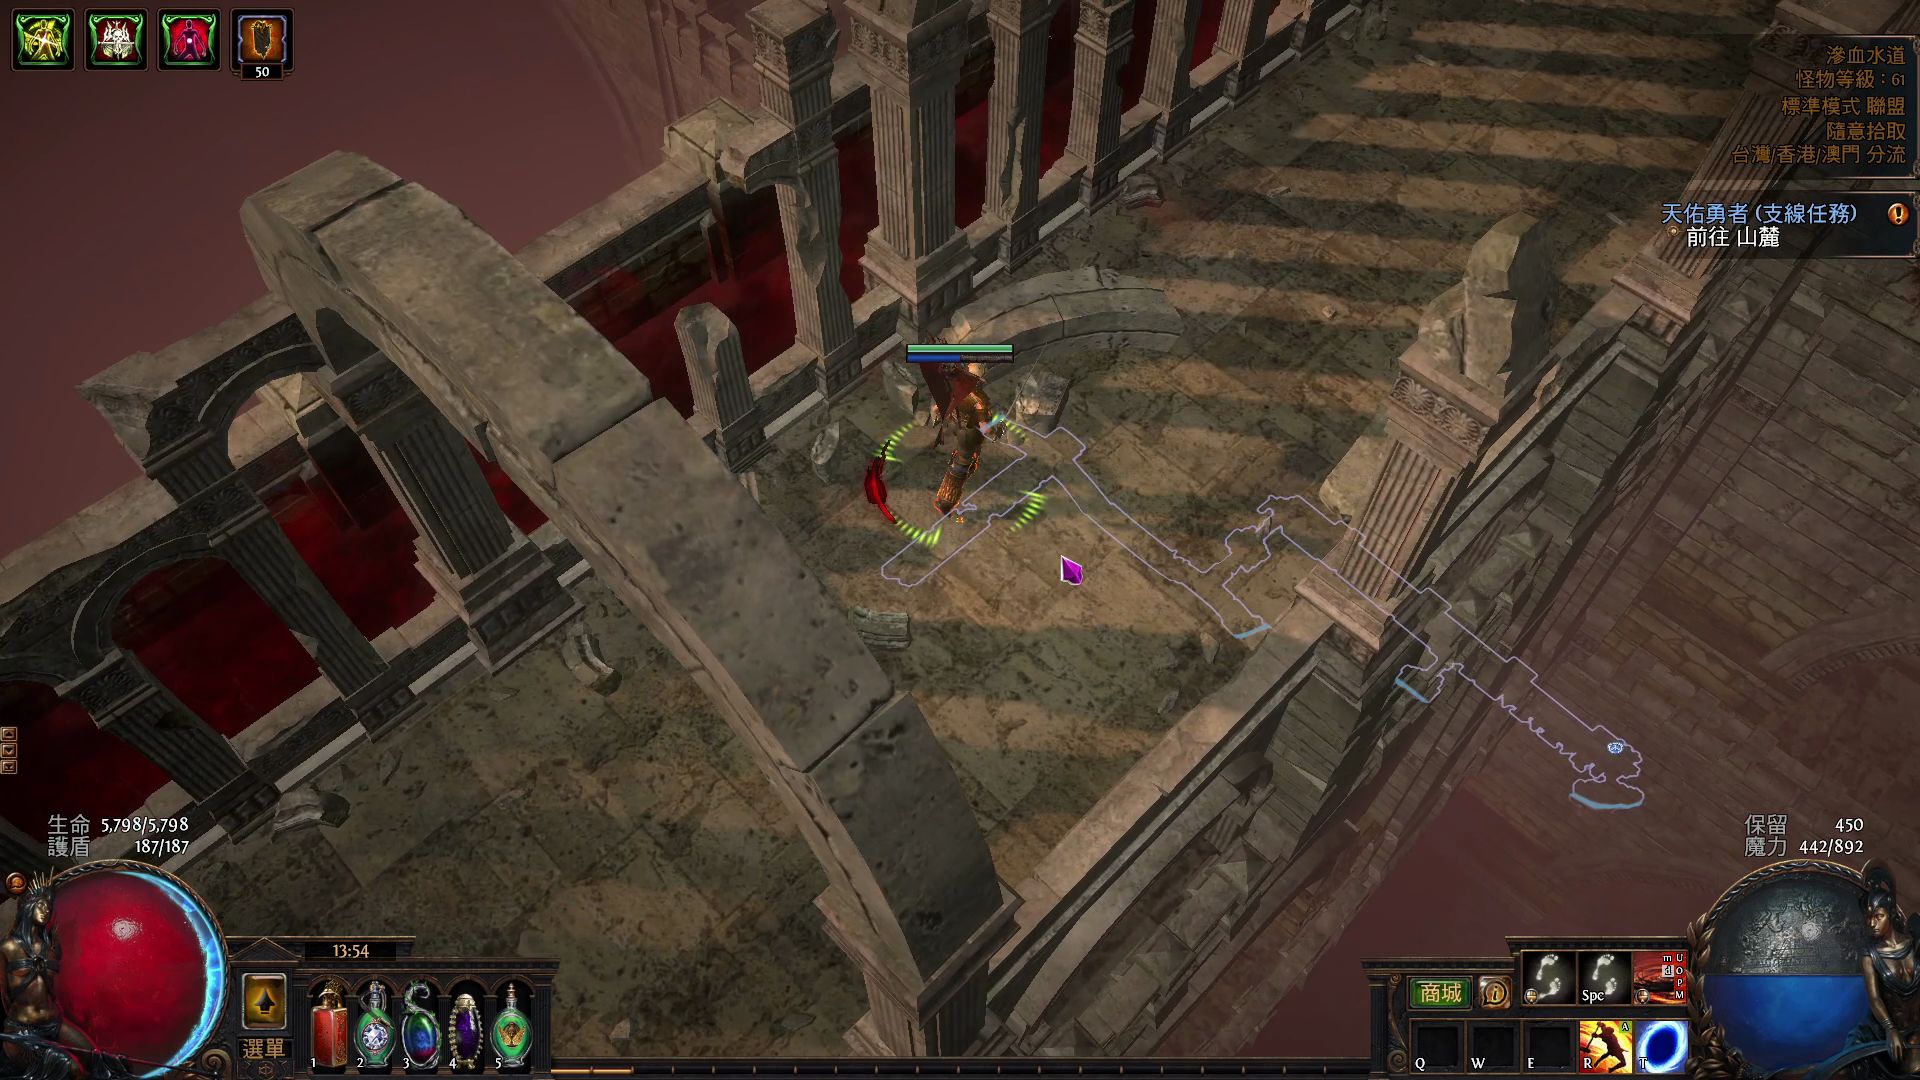 50
滲血水道
怪物等級：61
標準模式 聯盟
隨意拾取
台灣/香港/澳門 分流
天佑勇者 (支線任務)
前往 山麓
生命 5,798/5,798
護盾 187/187
保留 450
魔力 442/892
13:54
選單
1 2 3 4 5
商城
Spc
m U
d O
P
M
Q W E R A T